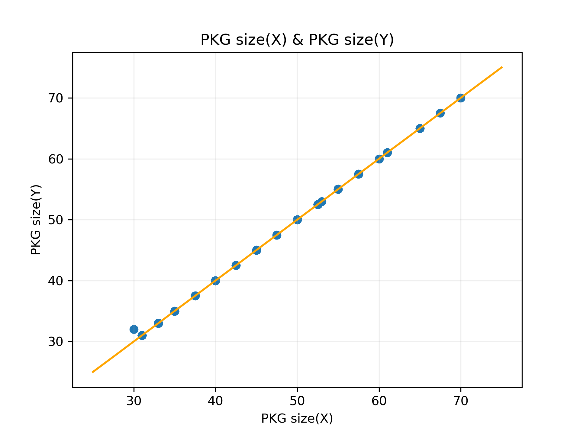 PKG size(X) & PKG size(Y)
PKG size(Y)
70
60
50
40
30
30 40 50 60 70
PKG size(X)